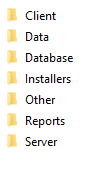 Client
Data
Database
Installers
Other
Reports
Server